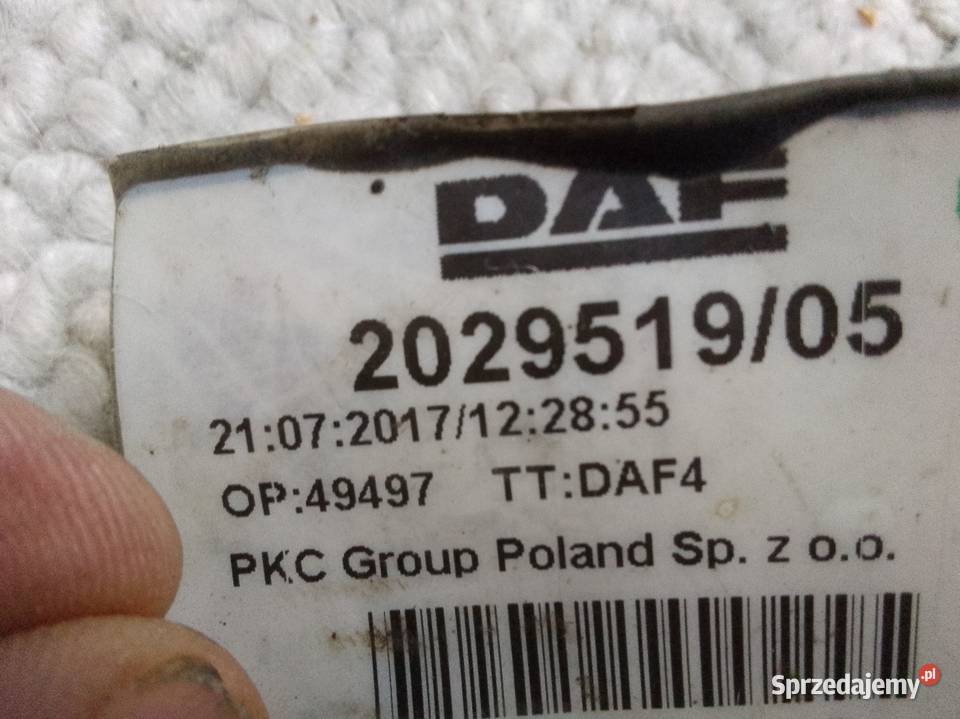 DAF
2029519/05
21:07:2017/12:28:55
OP:49497 TT:DAF4
PKC Group Poland Sp. z o.o.
Sprzedajemy.pl